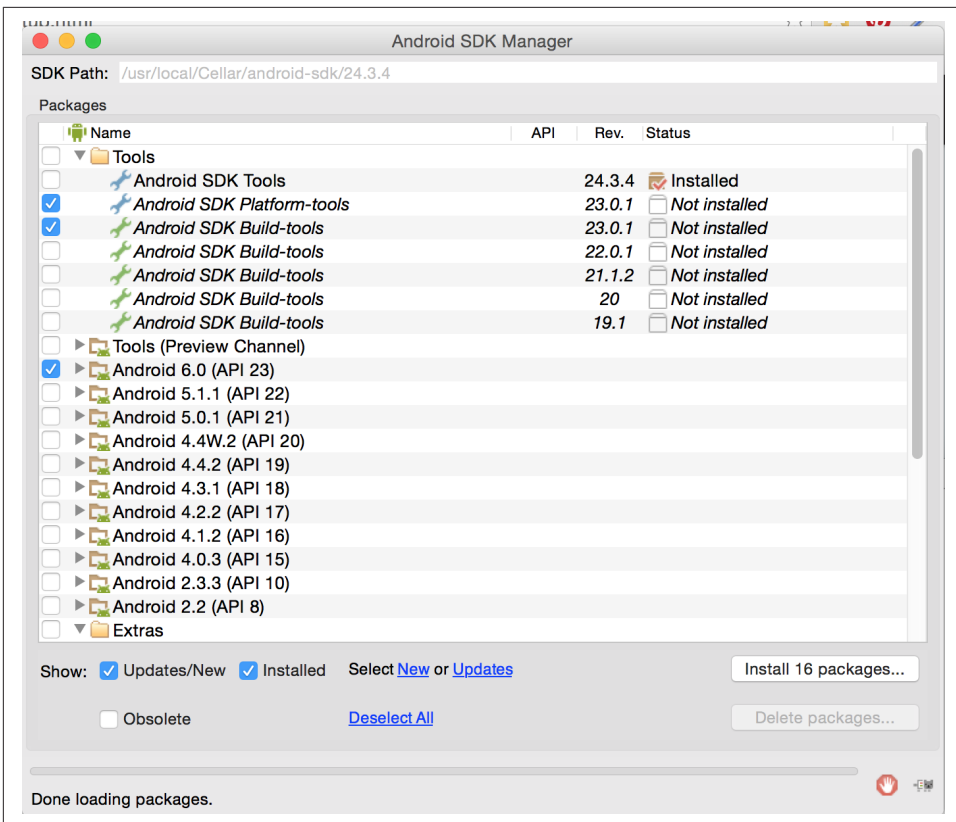 Android SDK Manager
SDK Path: /usr/local/Cellar/android-sdk/24.3.4
Packages
Name API Rev. Status
Tools
Android SDK Tools 24.3.4 Installed
Android SDK Platform-tools 23.0.1 Not installed
Android SDK Build-tools 23.0.1 Not installed
Android SDK Build-tools 22.0.1 Not installed
Android SDK Build-tools 21.1.2 Not installed
Android SDK Build-tools 20 Not installed
Android SDK Build-tools 19.1 Not installed
Tools (Preview Channel)
Android 6.0 (API 23)
Android 5.1.1 (API 22)
Android 5.0.1 (API 21)
Android 4.4W.2 (API 20)
Android 4.4.2 (API 19)
Android 4.3.1 (API 18)
Android 4.2.2 (API 17)
Android 4.1.2 (API 16)
Android 4.0.3 (API 15)
Android 2.3.3 (API 10)
Android 2.2 (API 8)
Extras
Show: Updates/New Installed Select New or Updates Install 16 packages...
Obsolete Deselect All Delete packages...
Done loading packages.